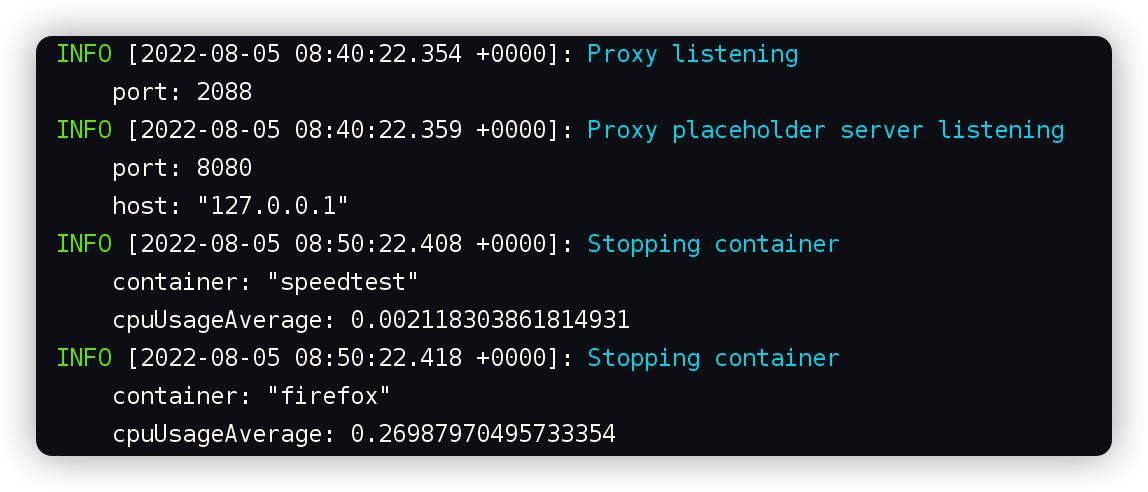 INFO [2022-08-05 08:40:22.354 +0000]: Proxy listening
port: 2088
INFO [2022-08-05 08:40:22.359 +0000]: Proxy placeholder server listening
port: 8080
host: "127.0.0.1"
INFO [2022-08-05 08:50:22.408 +0000]: Stopping container
container: "speedtest"
cpuUsageAverage: 0.002118303861814931
INFO [2022-08-05 08:50:22.418 +0000]: Stopping container
container: "firefox"
cpuUsageAverage: 0.26987970495733354